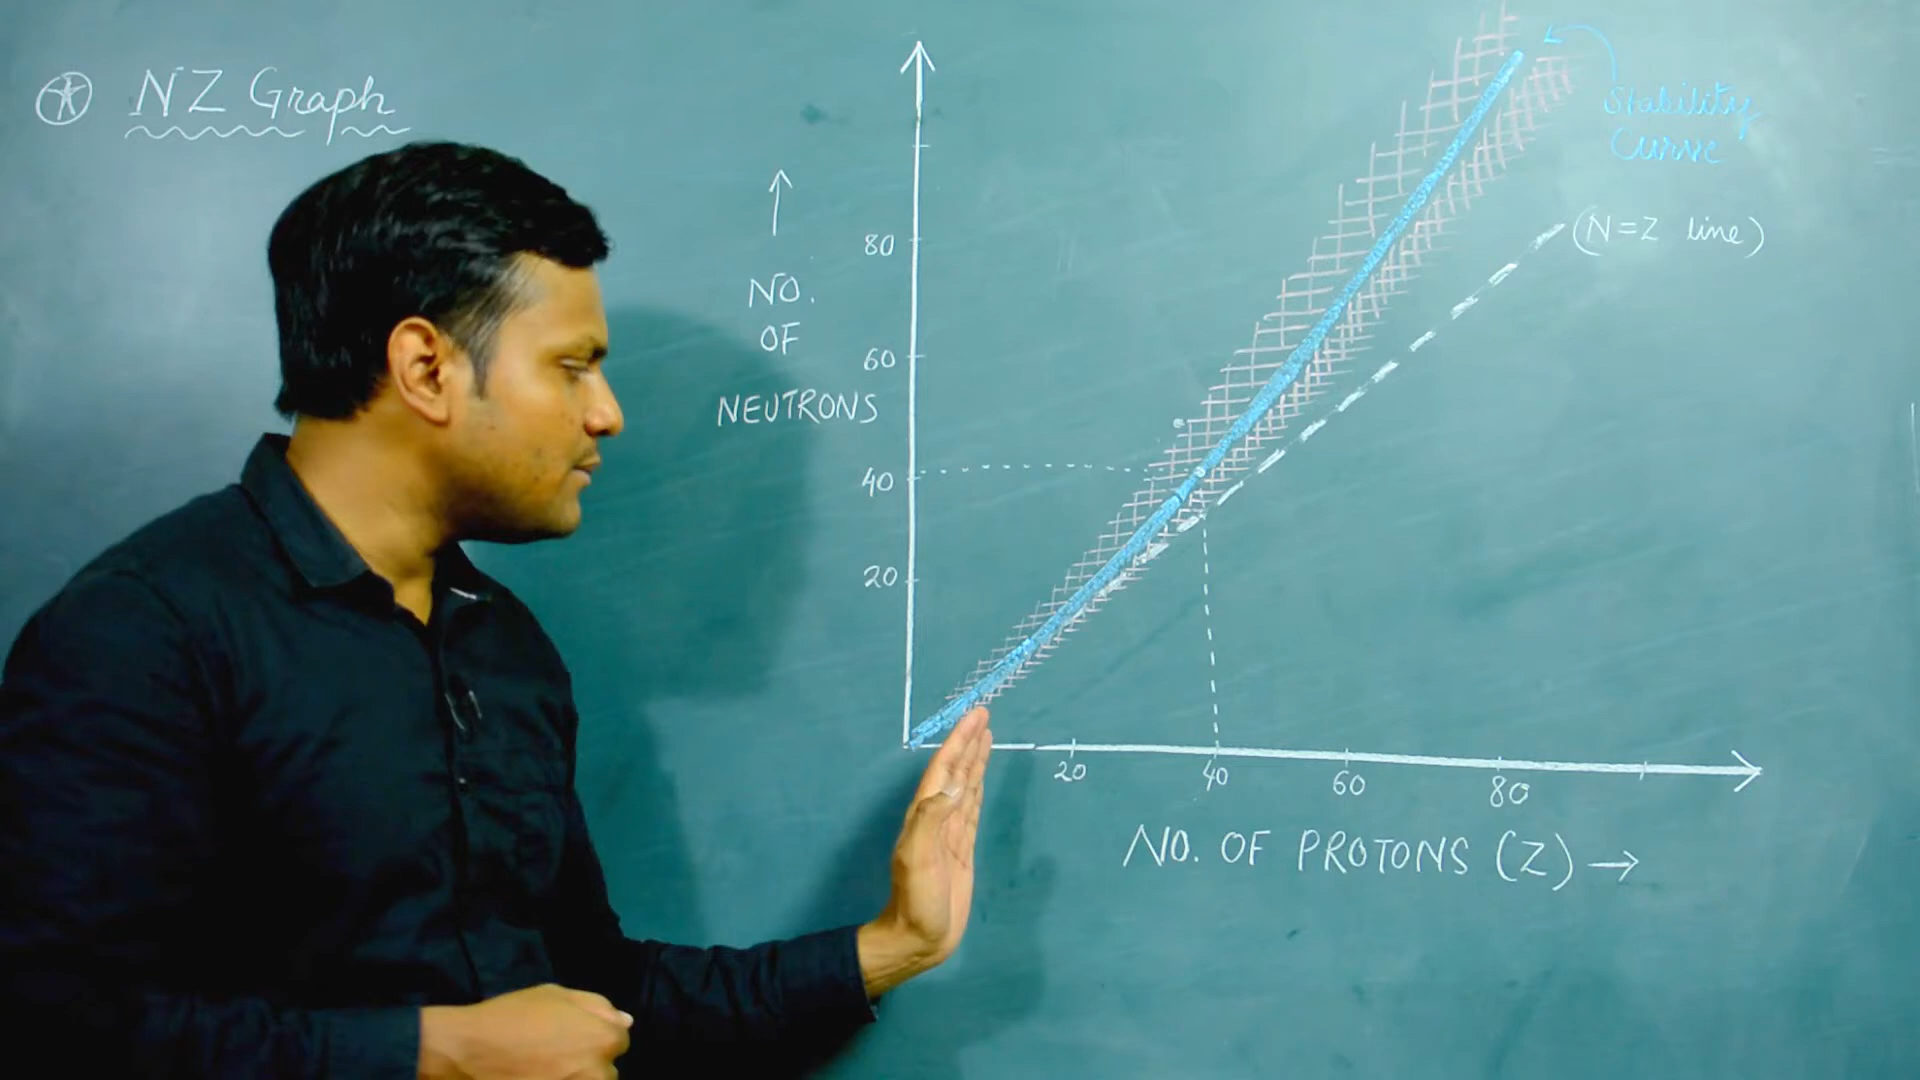 NZ Graph
Stability
Curve
(N=Z line)
NO.
OF
NEUTRONS
80
60
40
20
20
40
60
80
NO. OF PROTONS (Z) →